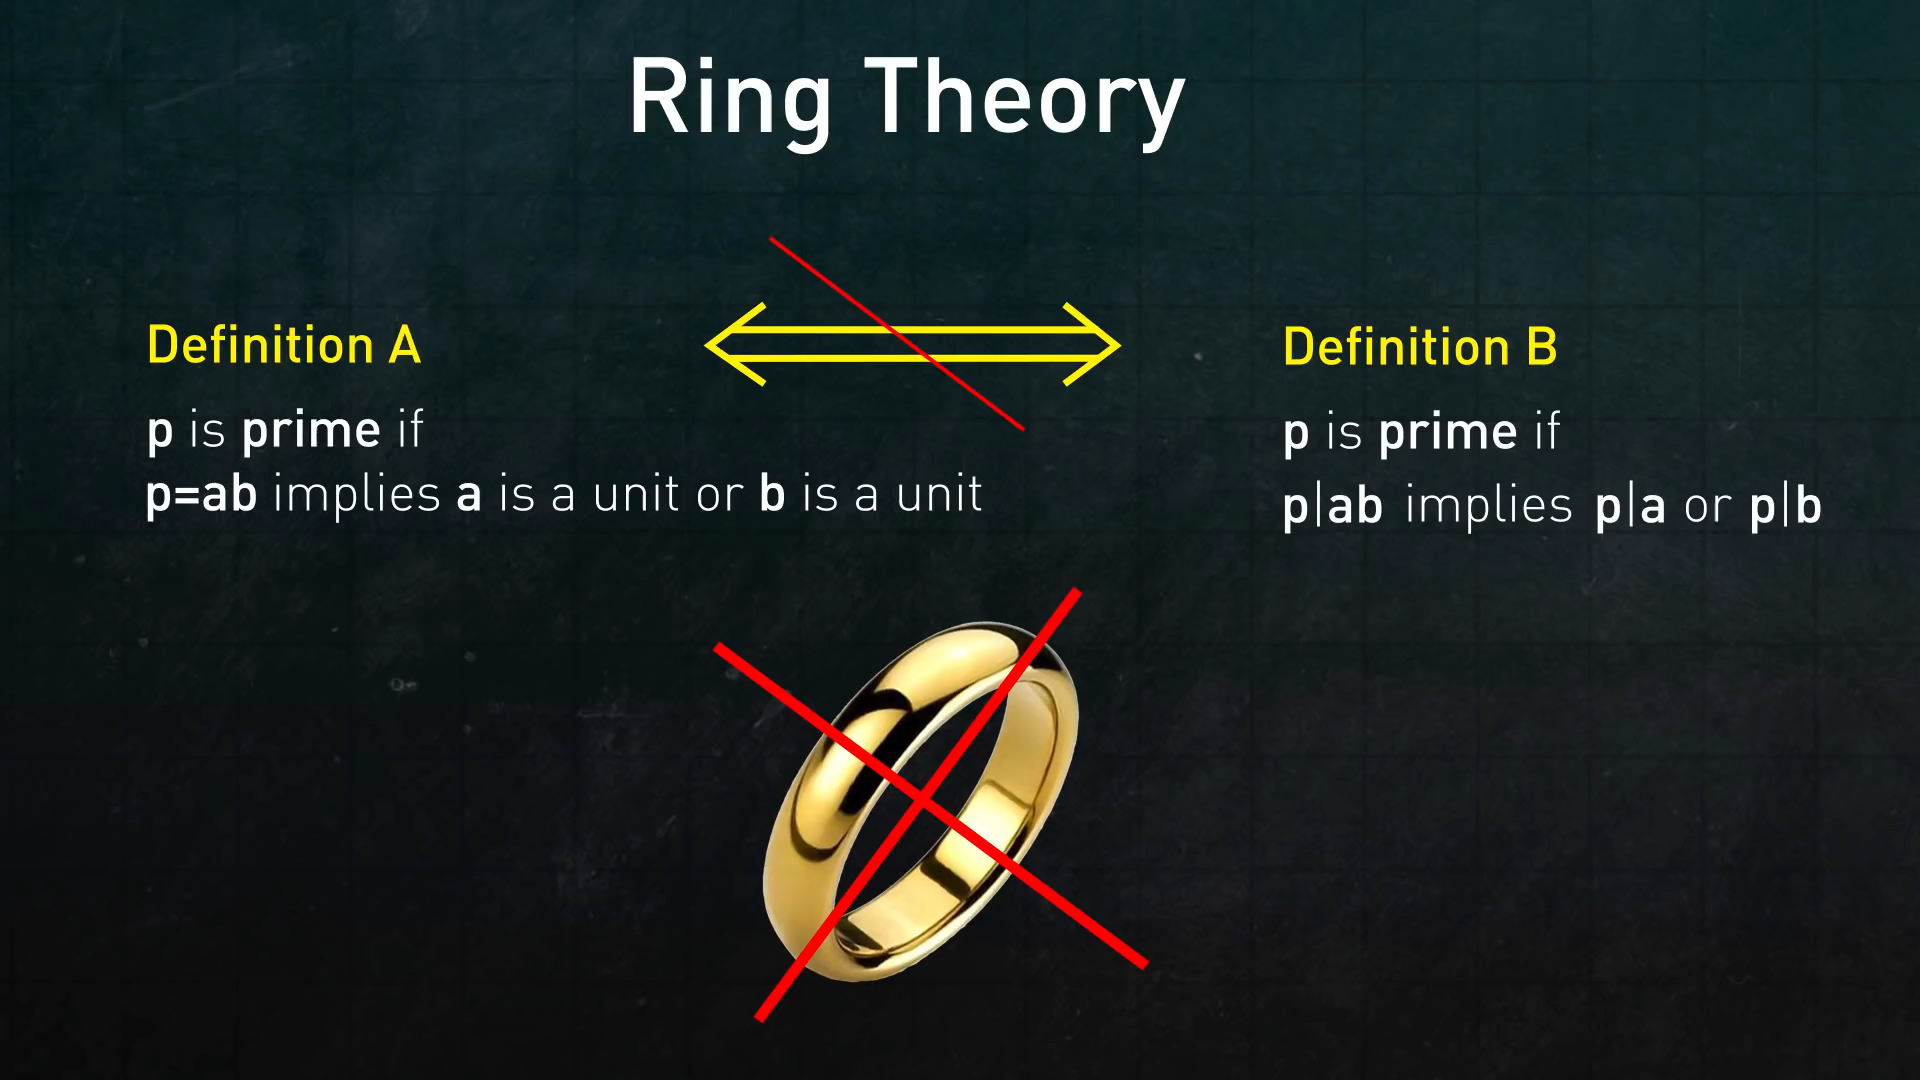 Ring Theory
Definition A
p is prime if
p=ab implies a is a unit or b is a unit
Definition B
p is prime if
p|ab implies p|a or p|b